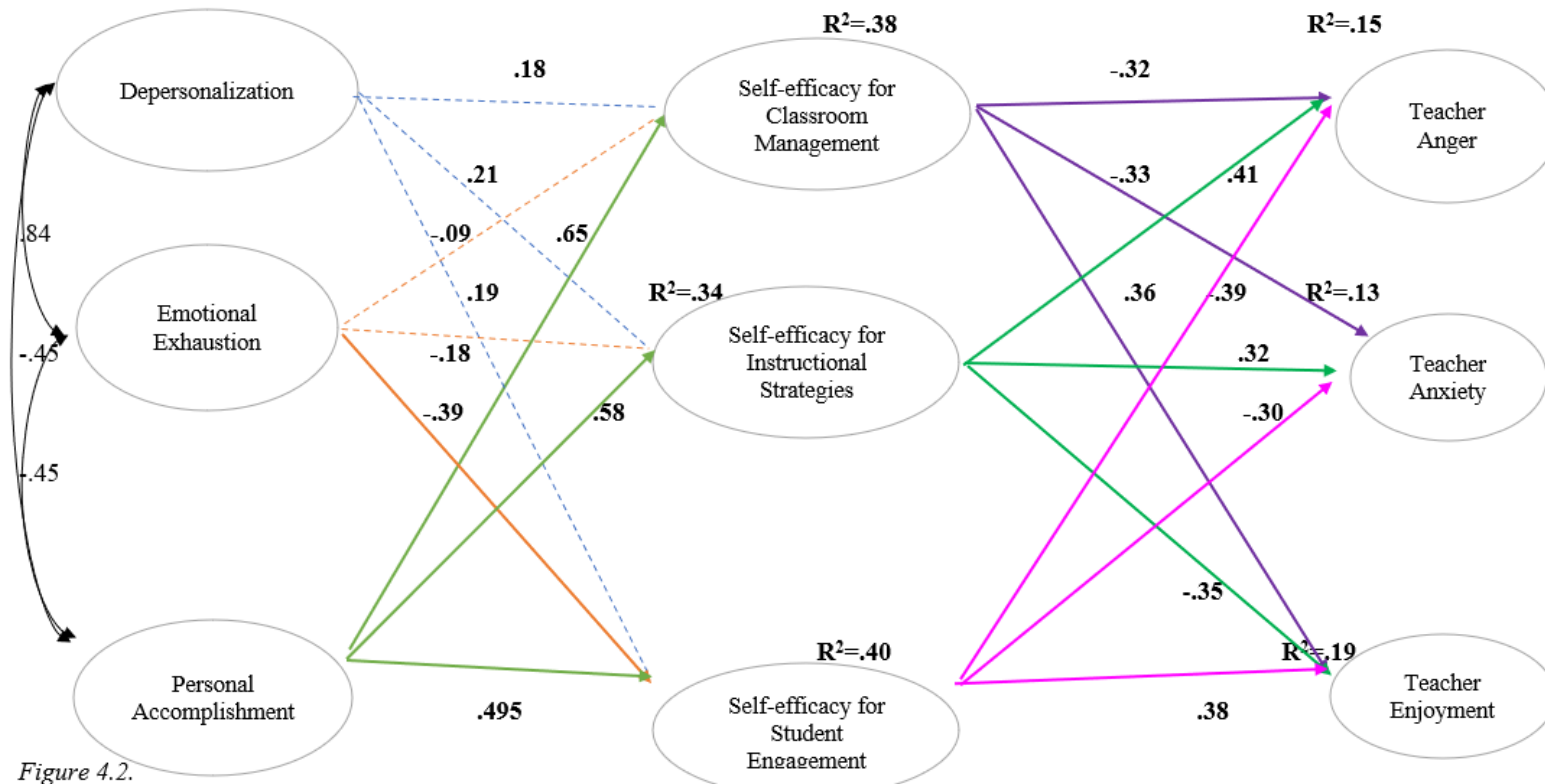 R²=.38
R²=.15
Depersonalization
.18
Self-efficacy for
Classroom
Management
-.32
Teacher
Anger
.21
-.33
.41
.84
-.09
.65
Emotional
Exhaustion
.19
R²=.34
.36
-.39
R²=.13
-.45
-.18
Self-efficacy for
Instructional
Strategies
.32
Teacher
Anxiety
-.39
.58
-.30
-.45
-.35
R²=.40
R²=.19
Personal
Accomplishment
.495
Self-efficacy for
Student
Engagement
.38
Teacher
Enjoyment
Figure 4.2.